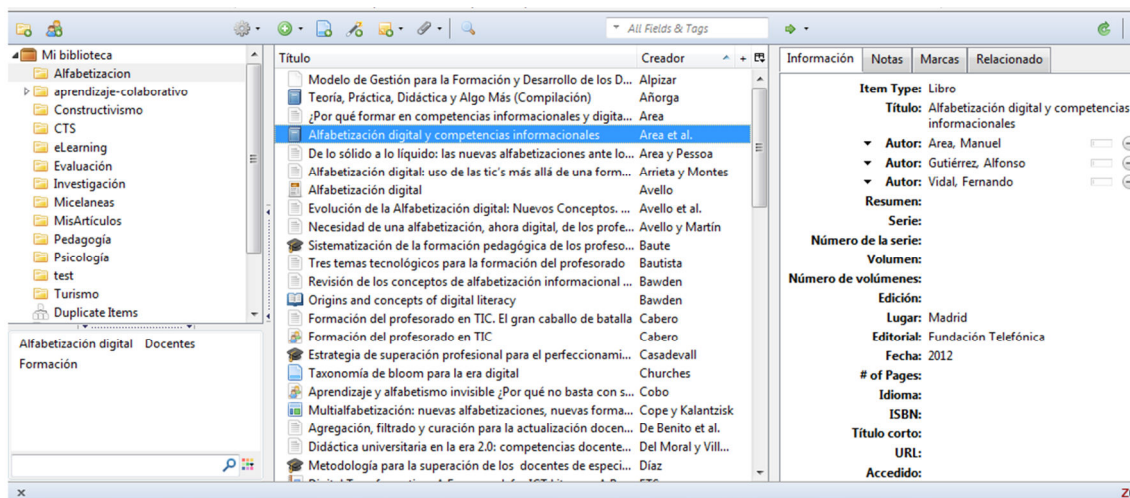 All Fields & Tags
Mi biblioteca
Alfabetizacion
aprendizaje-colaborativo
Constructivismo
CTS
eLearning
Evaluación
Investigación
Micelaneas
MisArtículos
Pedagogía
Psicología
test
Turismo
Duplicate Items
Alfabetización digital Docentes
Formación
Título Creador
Modelo de Gestión para la Formación y Desarrollo de los D... Alpizar
Teoría, Práctica, Didáctica y Algo Más (Compilación) Añorga
¿Por qué formar en competencias informacionales y digita... Area
Alfabetización digital y competencias informacionales Area et al.
De lo sólido a lo líquido: las nuevas alfabetizaciones ante lo... Area y Pessoa
Alfabetización digital: uso de las tic's más allá de una form... Arrieta y Montes
Alfabetización digital Avello
Evolución de la Alfabetización digital: Nuevos Conceptos. ... Avello et al.
Necesidad de una alfabetización, ahora digital, de los profe... Avello y Martín
Sistematización de la formación pedagógica de los profeso... Baute
Tres temas tecnológicos para la formación del profesorado Bautista
Revisión de los conceptos de alfabetización informacional ... Bawden
Origins and concepts of digital literacy Bawden
Formación del profesorado en TIC. El gran caballo de batalla Cabero
Formación del profesorado en TIC Cabero
Estrategia de superación profesional para el perfeccionami... Casadevall
Taxonomía de bloom para la era digital Churches
Aprendizaje y alfabetismo invisible ¿Por qué no basta con s... Cobo
Multialfabetización: nuevas alfabetizaciones, nuevas forma... Cope y Kalantzisk
Agregación, filtrado y curación para la actualización docen... De Benito et al.
Didáctica universitaria en la era 2.0: competencias docente... Del Moral y Vill...
Metodología para la superación de los docentes de especi... Díaz
Información Notas Marcas Relacionado
Item Type: Libro
Título: Alfabetización digital y competencias
informacionales
Autor: Area, Manuel
Autor: Gutiérrez, Alfonso
Autor: Vidal, Fernando
Resumen:
Serie:
Número de la serie:
Volumen:
Número de volúmenes:
Edición:
Lugar: Madrid
Editorial: Fundación Telefónica
Fecha: 2012
# of Pages:
Idioma:
ISBN:
Título corto:
URL:
Accedido: